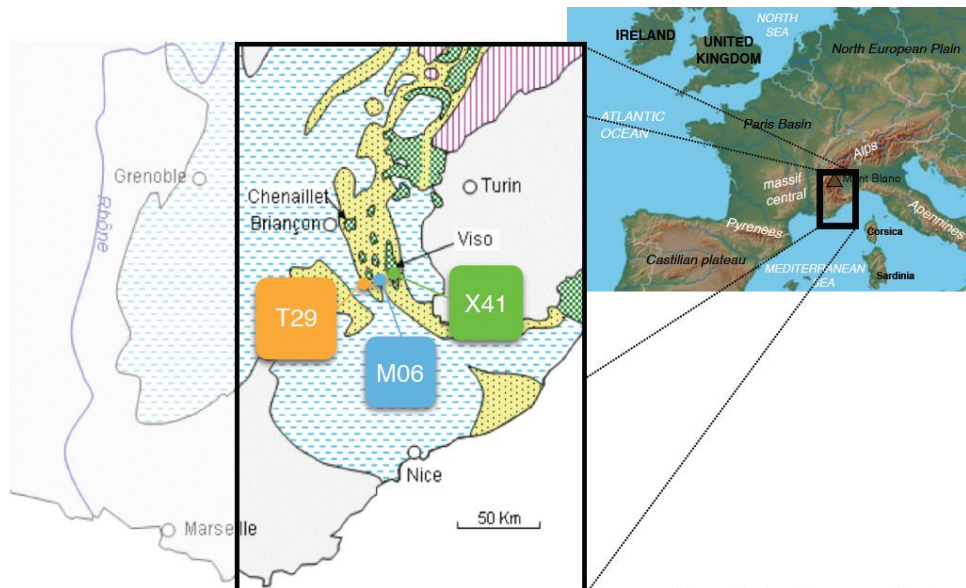 Grenoble
Rhône
Chenaillet
Briançon
Turin
Viso
T29
X41
M06
Nice
50 Km
Marseille
NORTH
SEA
IRELAND
UNITED
KINGDOM
North European Plain
ATLANTIC
OCEAN
Paris Basin
Alps
Mont Blanc
massif
central
Pyrenees
Corsica
Apennines
Castilian plateau
MEDITERRANEAN
SEA
Sardinia